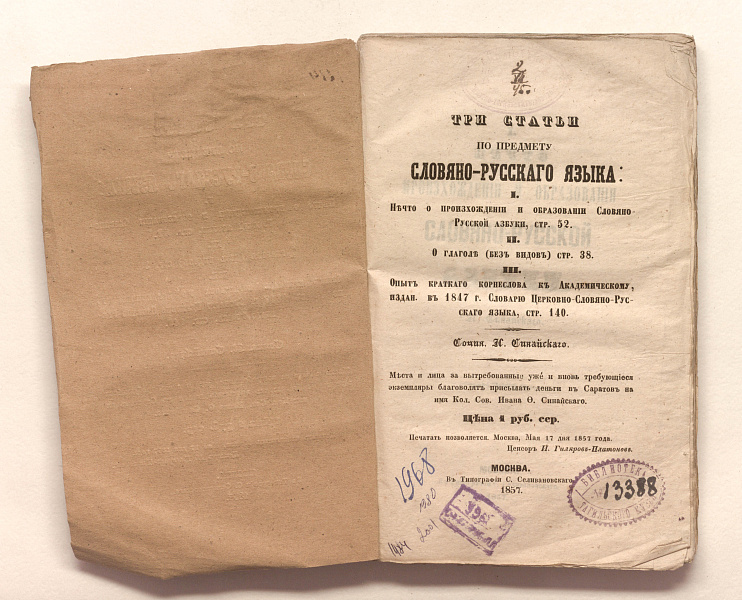 ТРИ СТАТЬИ
ПО ПРЕДМЕТУ
СЛОВЯНО-РУССКАГО ЯЗЫКА:
I.
Нѣчто о происхожденіи и образованіи Словяно-
Русской азбуки, стр. 52.
II.
О глаголѣ (безъ видовъ) стр. 38.
III.
Опытъ краткаго корнеслова къ Академическому,
издан. въ 1847 г. Словарю Церковно-Словяно-Рус-
скаго языка, стр. 140.
Сочин. И. Синайскаго.
Мѣста и лица за вытребованные уже и вновь требующіеся
экземпляры благоволятъ присылать деньги въ Саратовъ на
имя Кол. Сов. Ивана Ѳ. Синайскаго.
Цѣна 1 руб. сер.
Печатать позволяется. Москва, Мая 17 дня 1857 года.
Ценсоръ Н. Гиляровъ-Платоновъ.
МОСКВА.
Въ Типографіи С. Селивановскаго.
1857.
1968
БИБЛИОТЕКА
13388